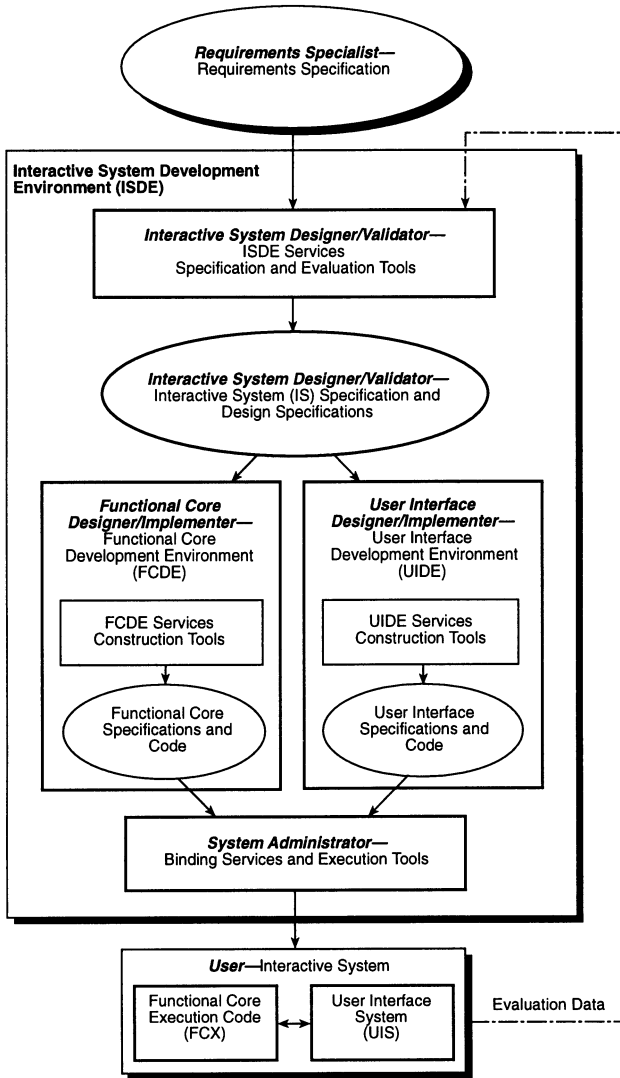 Requirements Specialist—
Requirements Specification
Interactive System Development
Environment (ISDE)
Interactive System Designer/Validator—
ISDE Services
Specification and Evaluation Tools
Interactive System Designer/Validator—
Interactive System (IS) Specification and
Design Specifications
Functional Core
Designer/Implementer—
Functional Core
Development Environment
(FCDE)
FCDE Services
Construction Tools
Functional Core
Specifications and
Code
User Interface
Designer/Implementer—
User Interface
Development Environment
(UIDE)
UIDE Services
Construction Tools
User Interface
Specifications and
Code
System Administrator—
Binding Services and Execution Tools
User—Interactive System
Functional Core
Execution Code
(FCX)
User Interface
System
(UIS)
Evaluation Data